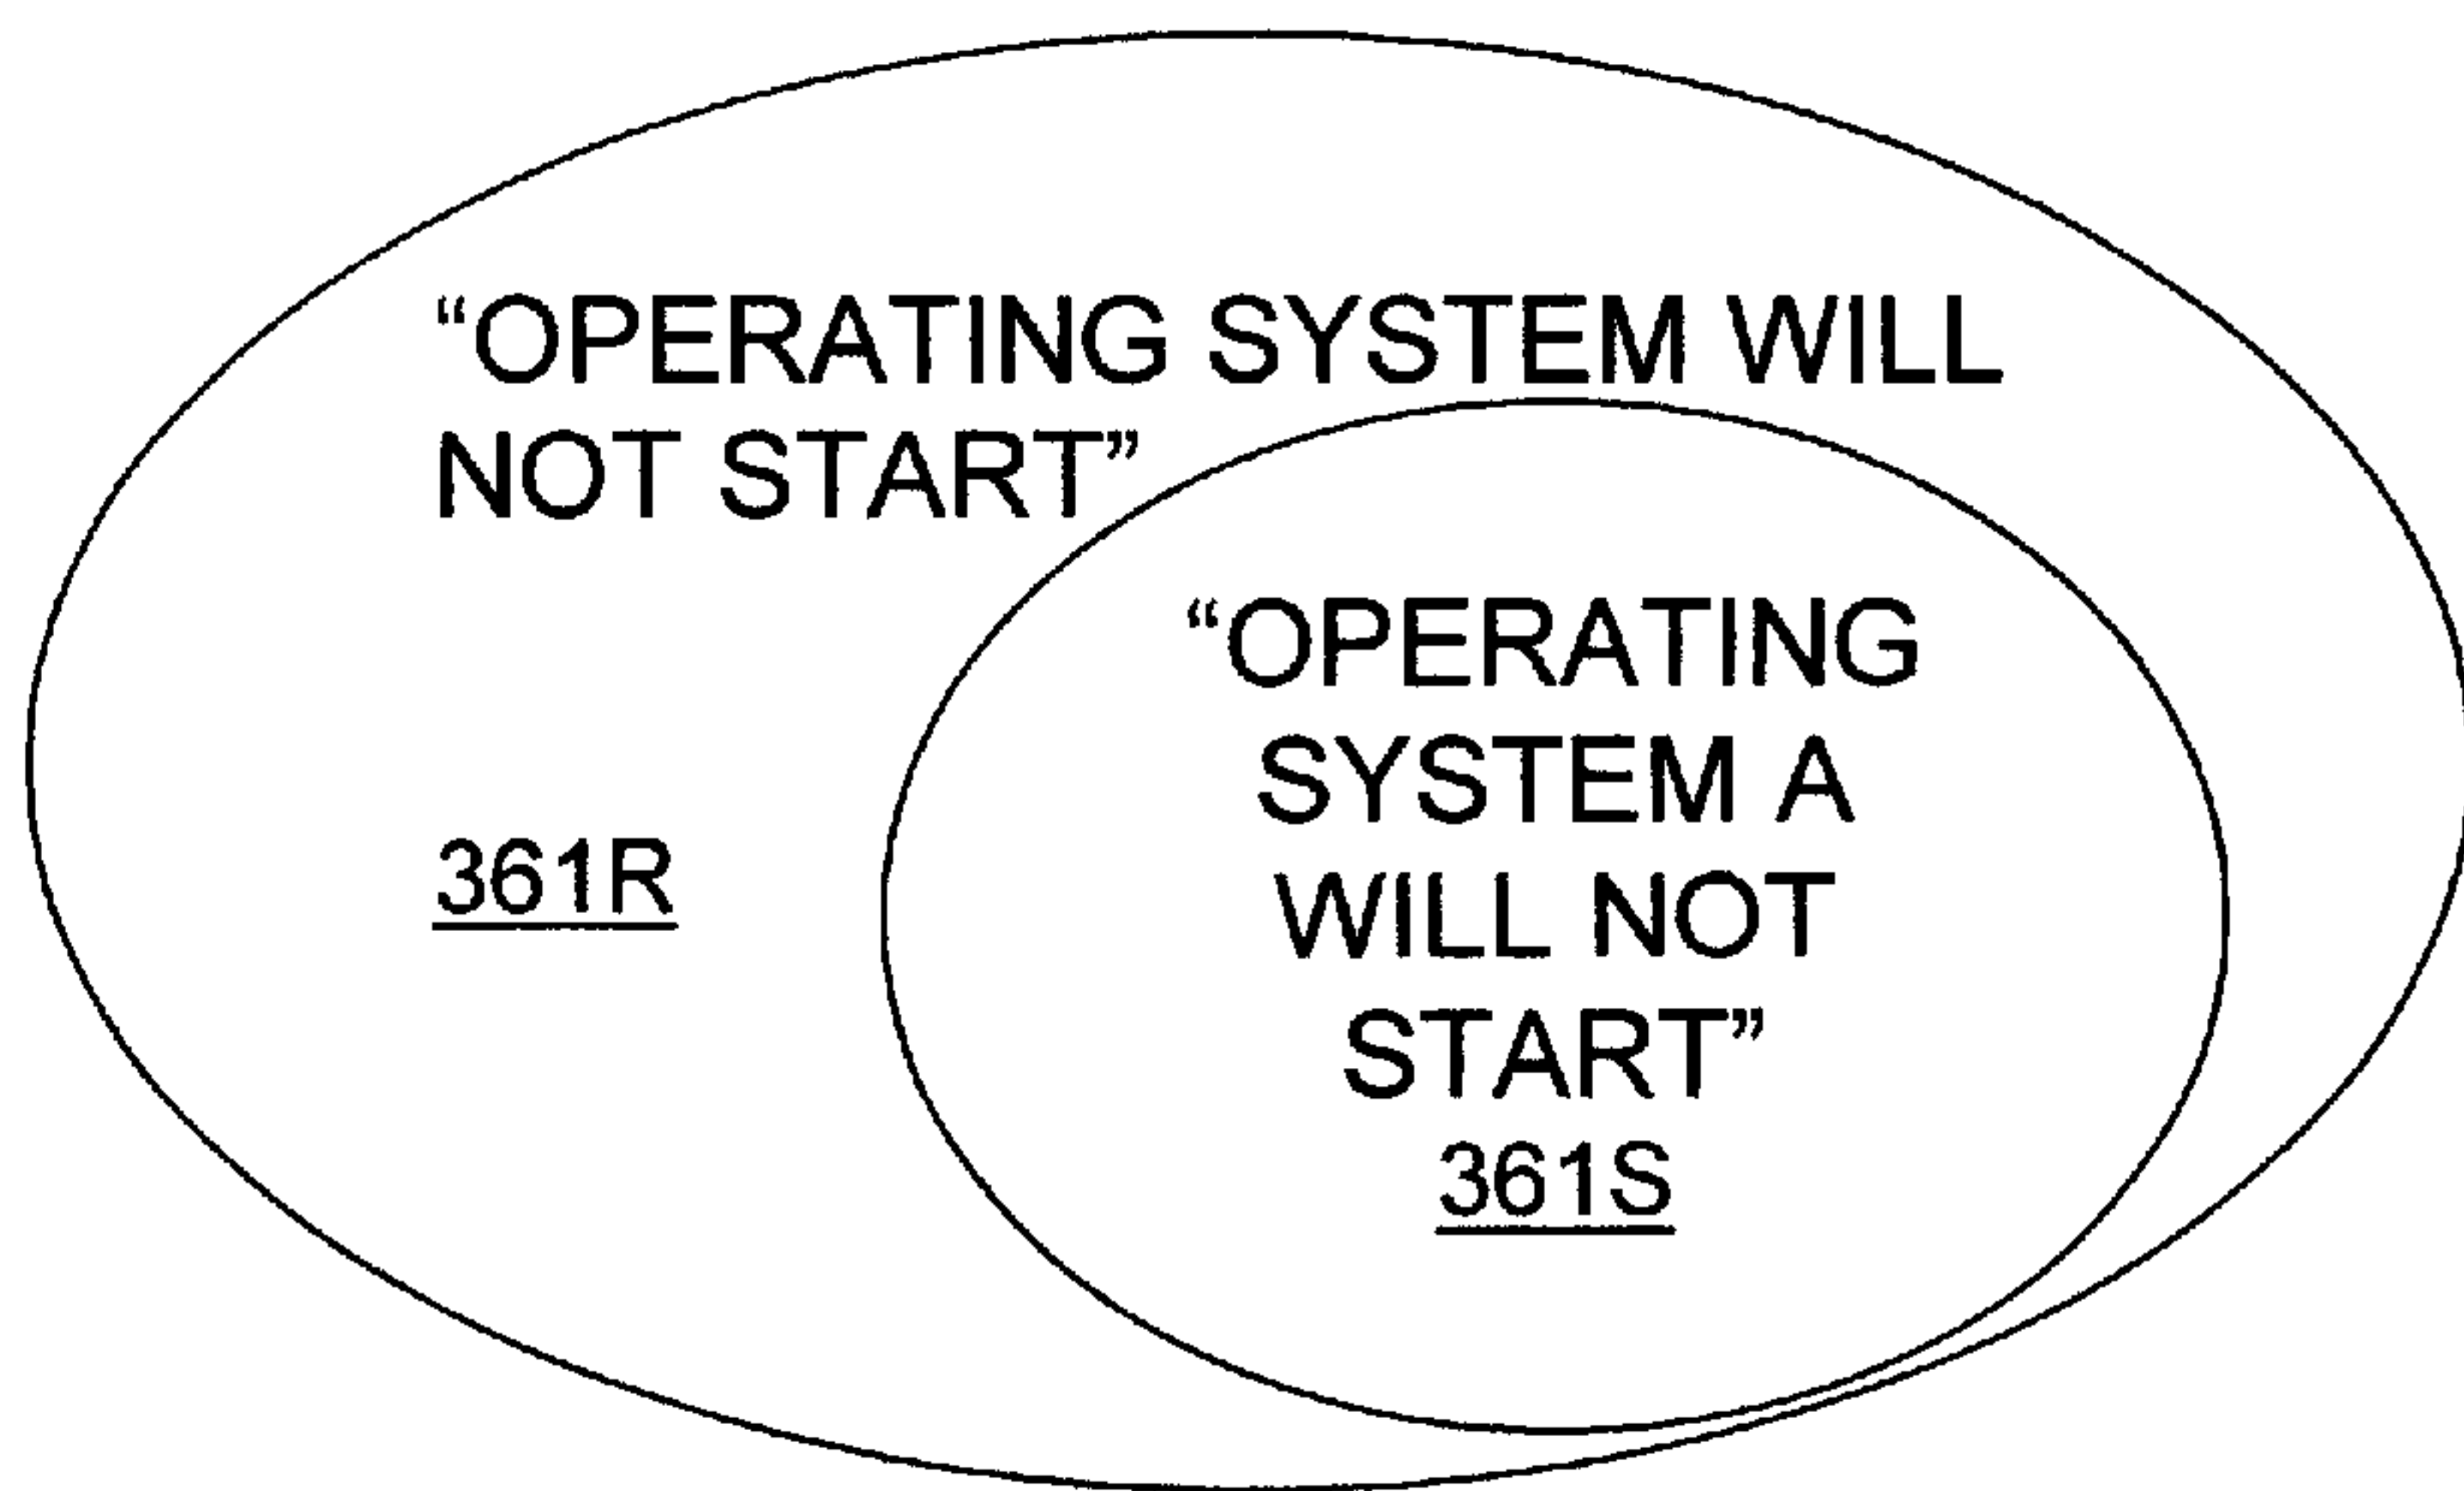 “OPERATING SYSTEM WILL
NOT START”
361R
“OPERATING
SYSTEM A
WILL NOT
START”
361S